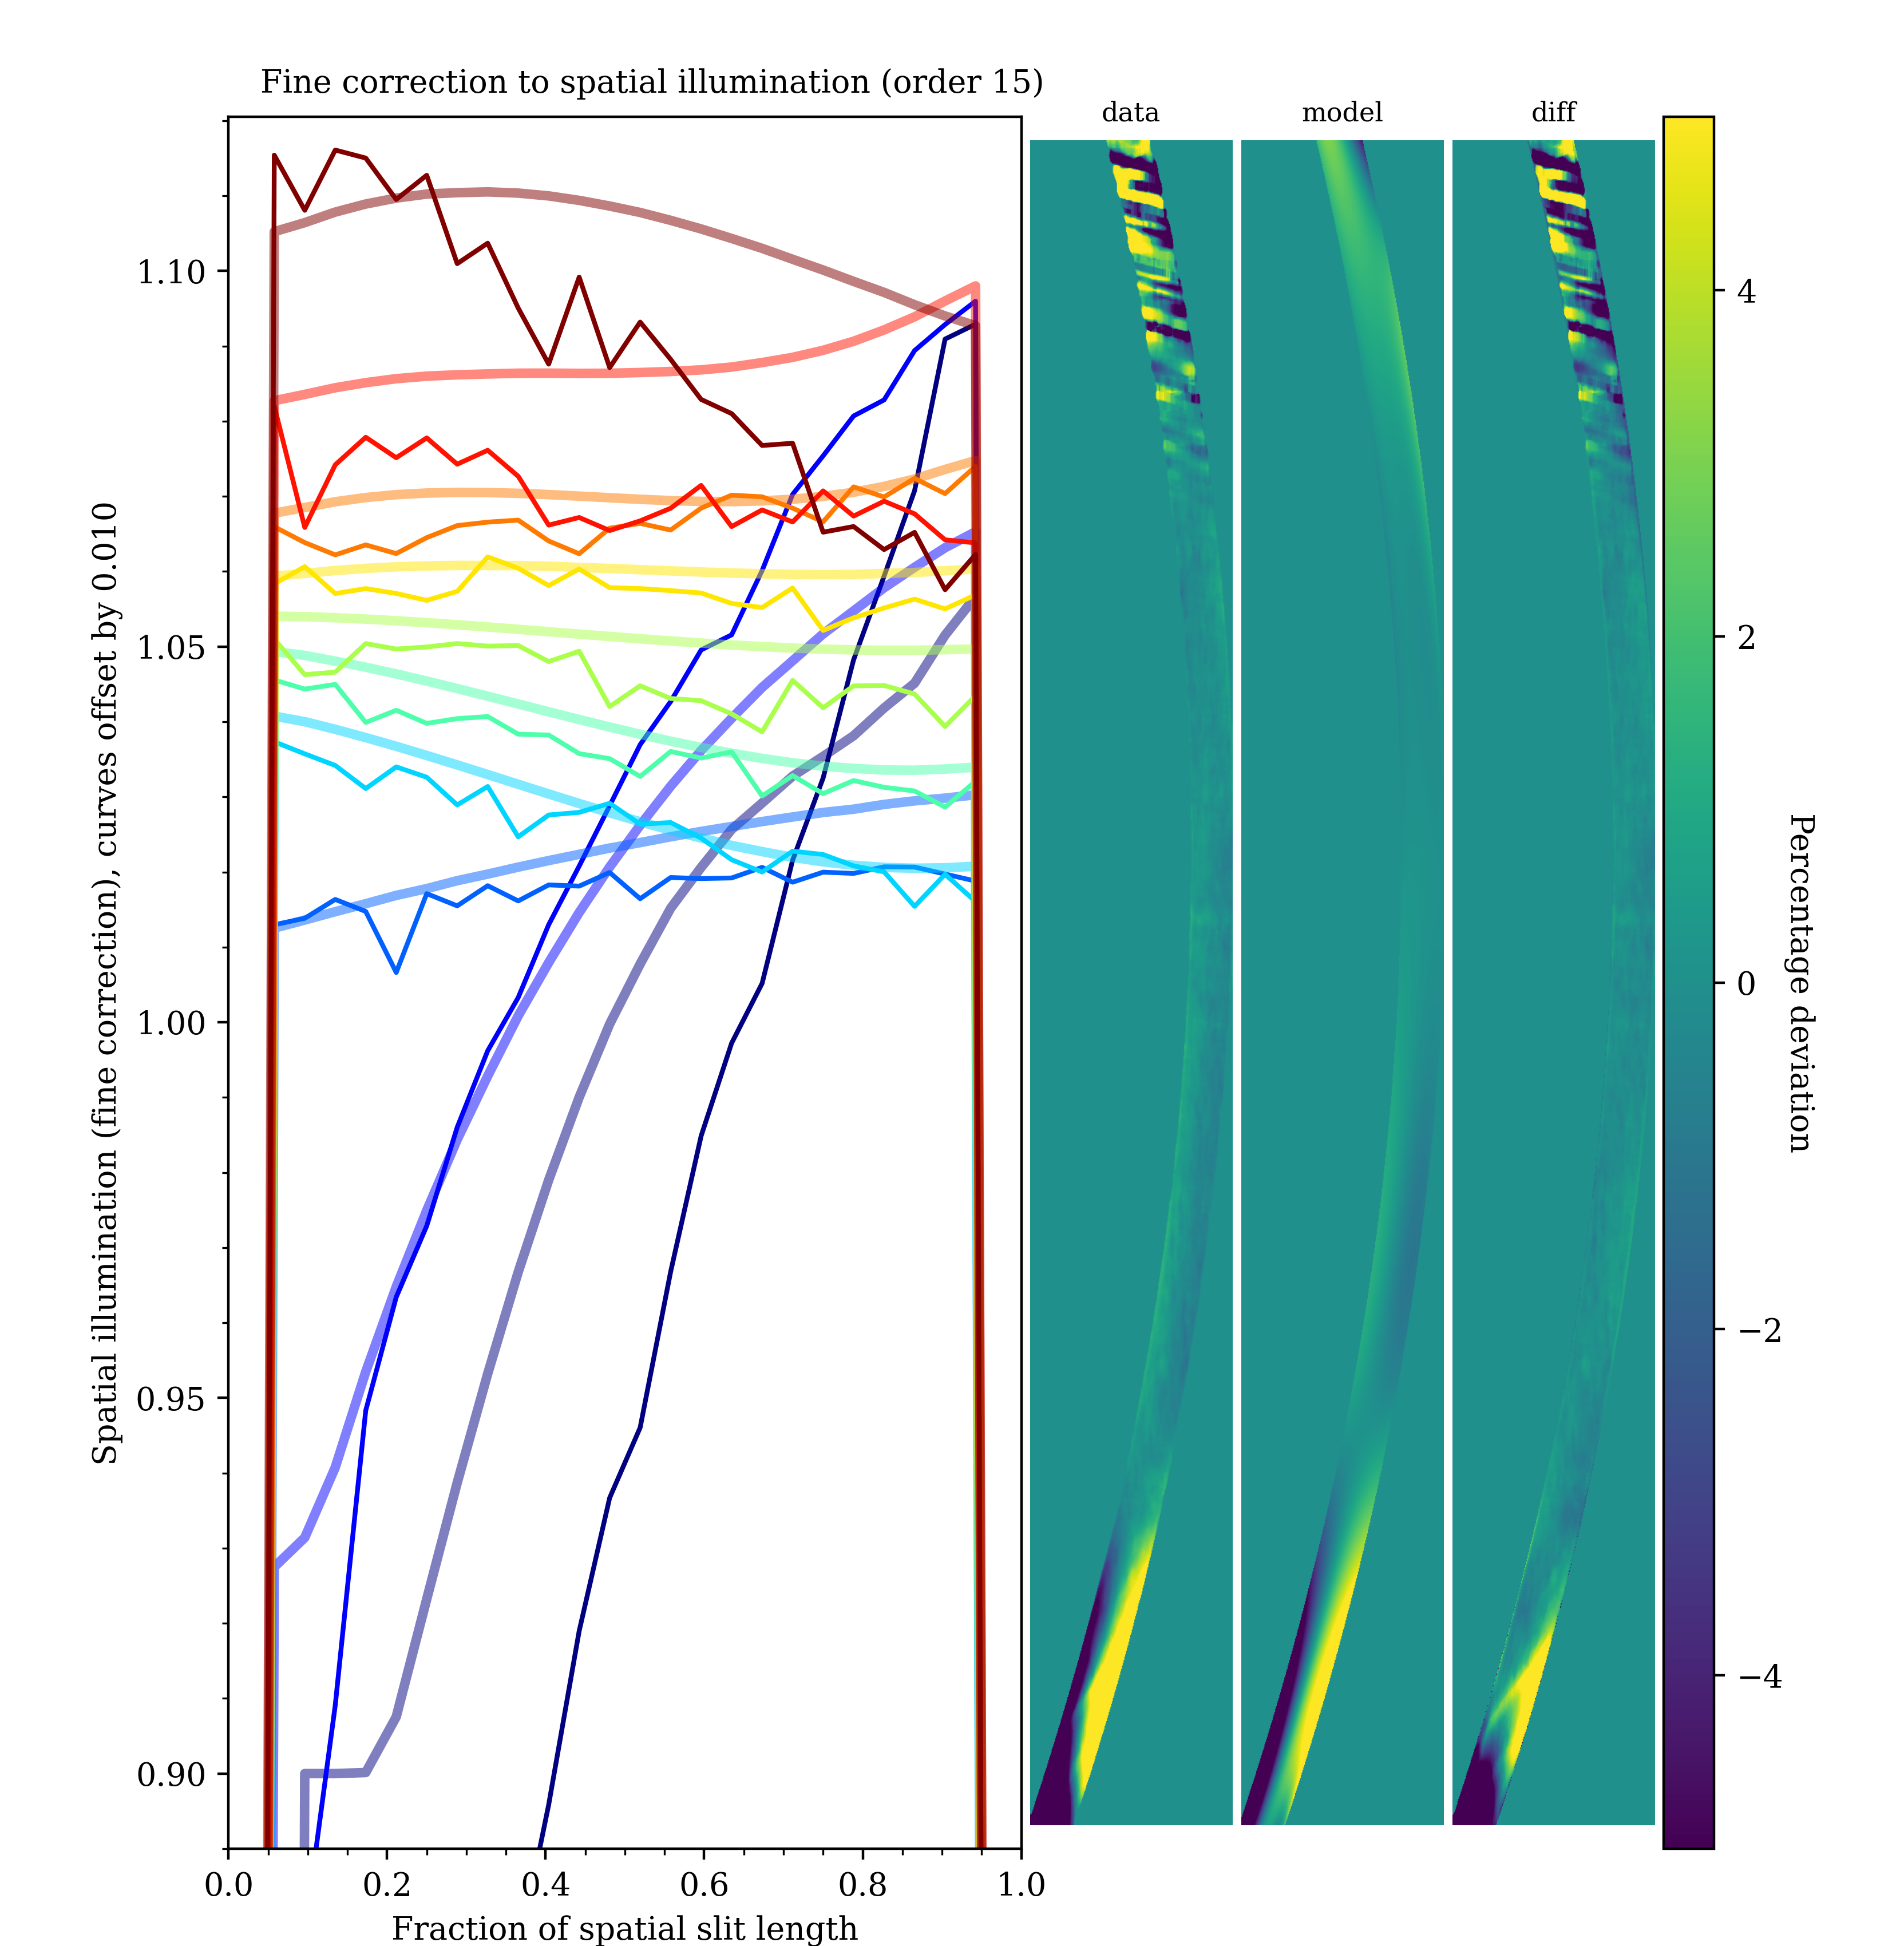 Fine correction to spatial illumination (order 15)
data
model
diff
Spatial illumination (fine correction), curves offset by 0.010
1.10
1.05
1.00
0.95
0.90
0.0
0.2
0.4
0.6
0.8
1.0
Fraction of spatial slit length
4
2
0
−2
−4
Percentage deviation